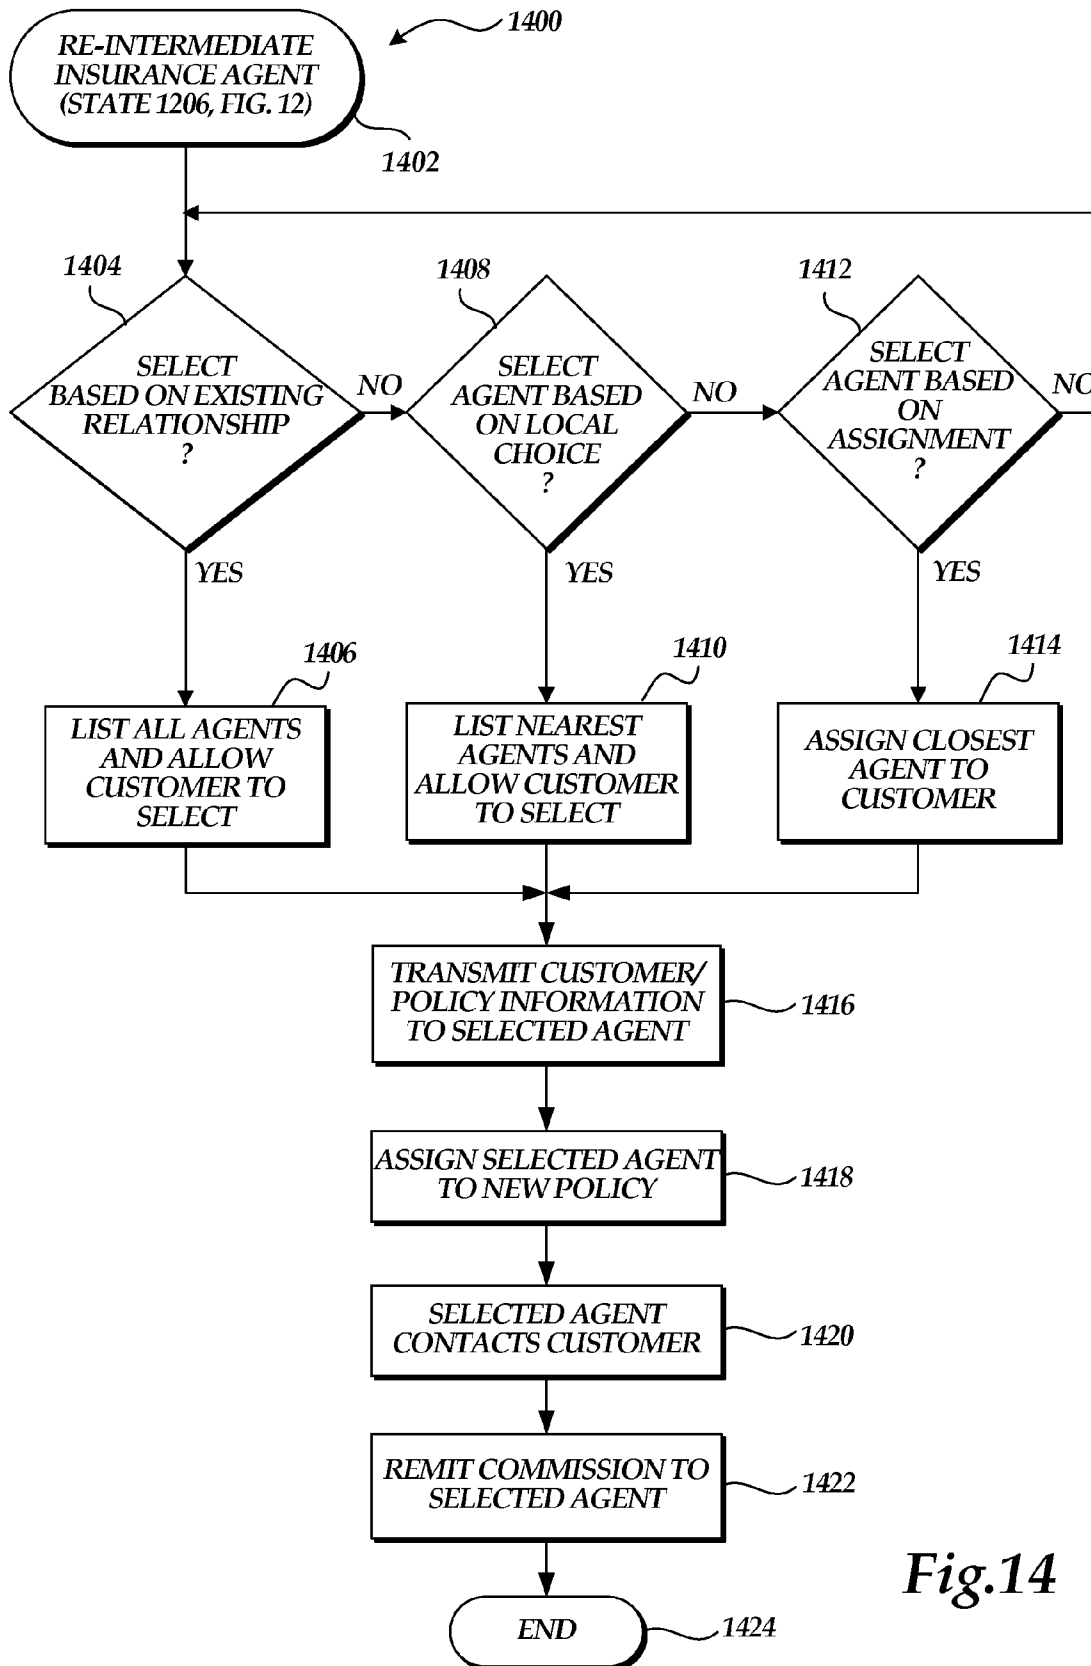 RE-INTERMEDIATE
INSURANCE AGENT
(STATE 1206, FIG. 12)
1400
1402
1404
SELECT
BASED ON EXISTING
RELATIONSHIP
?
NO
YES
1408
SELECT
AGENT BASED
ON LOCAL
CHOICE
?
NO
YES
1412
SELECT
AGENT BASED
ON
ASSIGNMENT
?
NO
YES
1406
LIST ALL AGENTS
AND ALLOW
CUSTOMER TO
SELECT
1410
LIST NEAREST
AGENTS AND
ALLOW CUSTOMER
TO SELECT
1414
ASSIGN CLOSEST
AGENT TO
CUSTOMER
TRANSMIT CUSTOMER/
POLICY INFORMATION
TO SELECTED AGENT
1416
ASSIGN SELECTED AGENT
TO NEW POLICY
1418
SELECTED AGENT
CONTACTS CUSTOMER
1420
REMIT COMMISSION TO
SELECTED AGENT
1422
END
1424
Fig.14